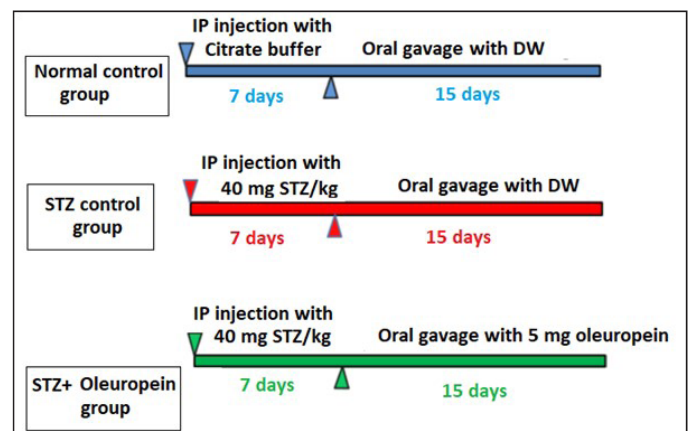 IP injection with
Citrate buffer
Oral gavage with DW
Normal control
group
7 days
15 days
IP injection with
40 mg STZ/kg
Oral gavage with DW
STZ control
group
7 days
15 days
IP injection with
40 mg STZ/kg
Oral gavage with 5 mg oleuropein
STZ+ Oleuropein
group
7 days
15 days